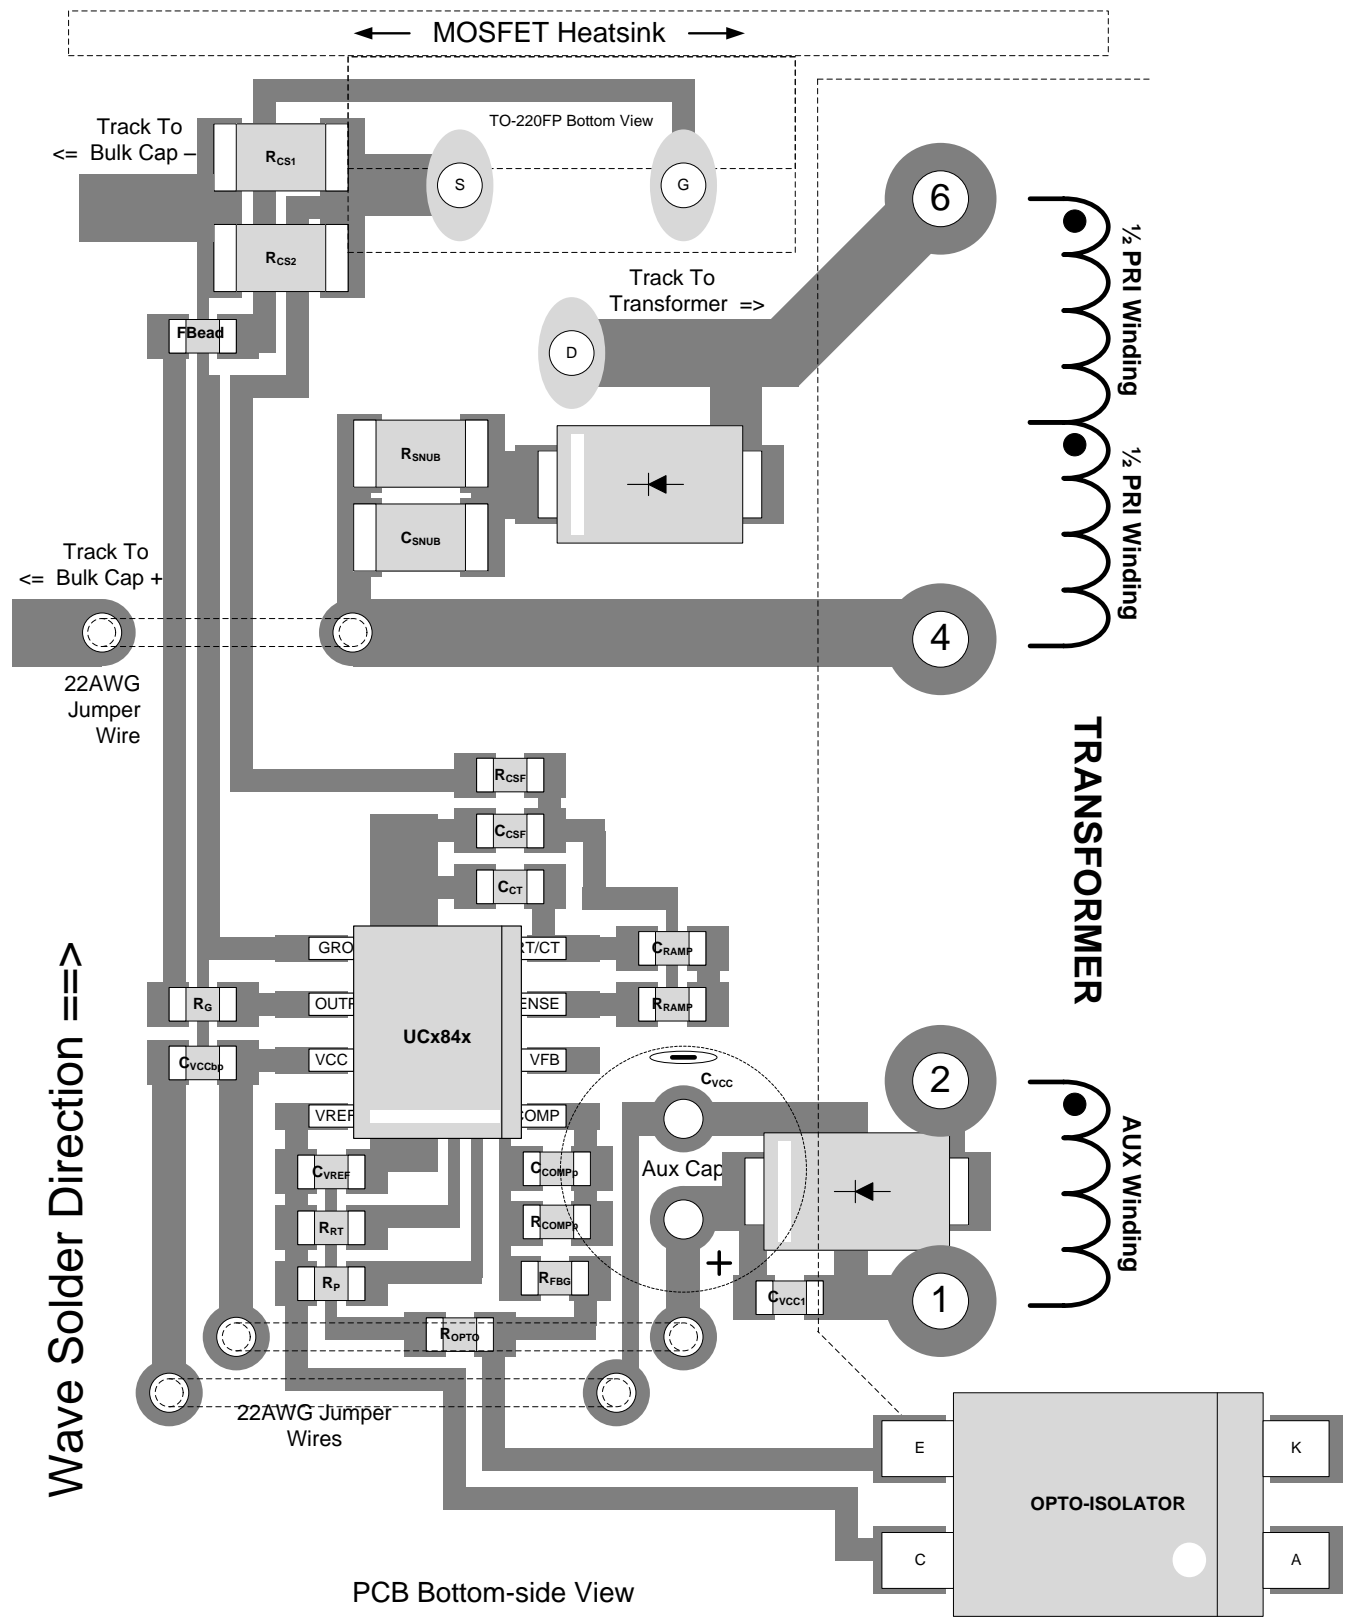 MOSFET Heatsink
Track To
<= Bulk Cap –
TO-220FP Bottom View
RCS1
S
G
6
RCS2
½ PRI Winding
Track To
Transformer =>
FBead
D
RSNUB
½ PRI Winding
CSNUB
Track To
<= Bulk Cap +
4
22AWG
Jumper
Wire
TRANSFORMER
RCSF
CCSF
CCT
GRO
RT/CT
CRAMP
RG
OUTP
ENSE
RRAMP
UCx84x
CVCCbp
VCC
VFB
CVCC
2
VREF
COMP
AUX Winding
CVREF
CCOMPp
Aux Cap
RRT
RCOMPp
RP
RFBG
+
CVCC1
1
ROPTO
22AWG Jumper
Wires
Wave Solder Direction ==>
E
K
OPTO-ISOLATOR
C
A
PCB Bottom-side View